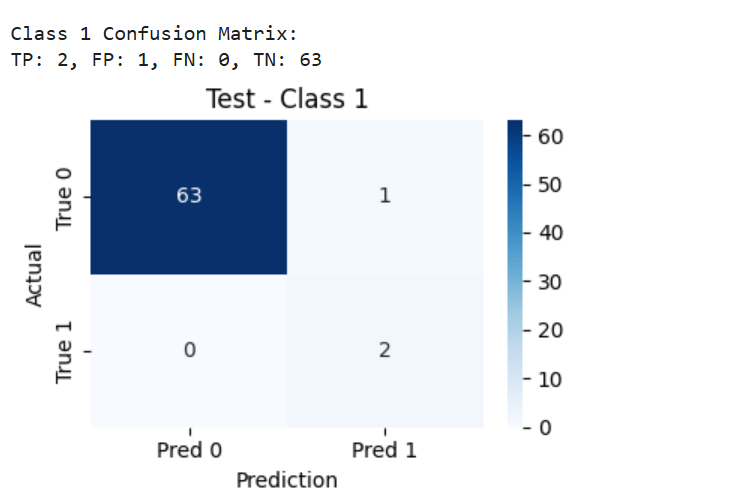 Class 1 Confusion Matrix:
TP: 2, FP: 1, FN: 0, TN: 63
Test - Class 1
60
50
40
30
20
10
0
Actual
True 0
63
1
True 1
0
2
Pred 0
Pred 1
Prediction